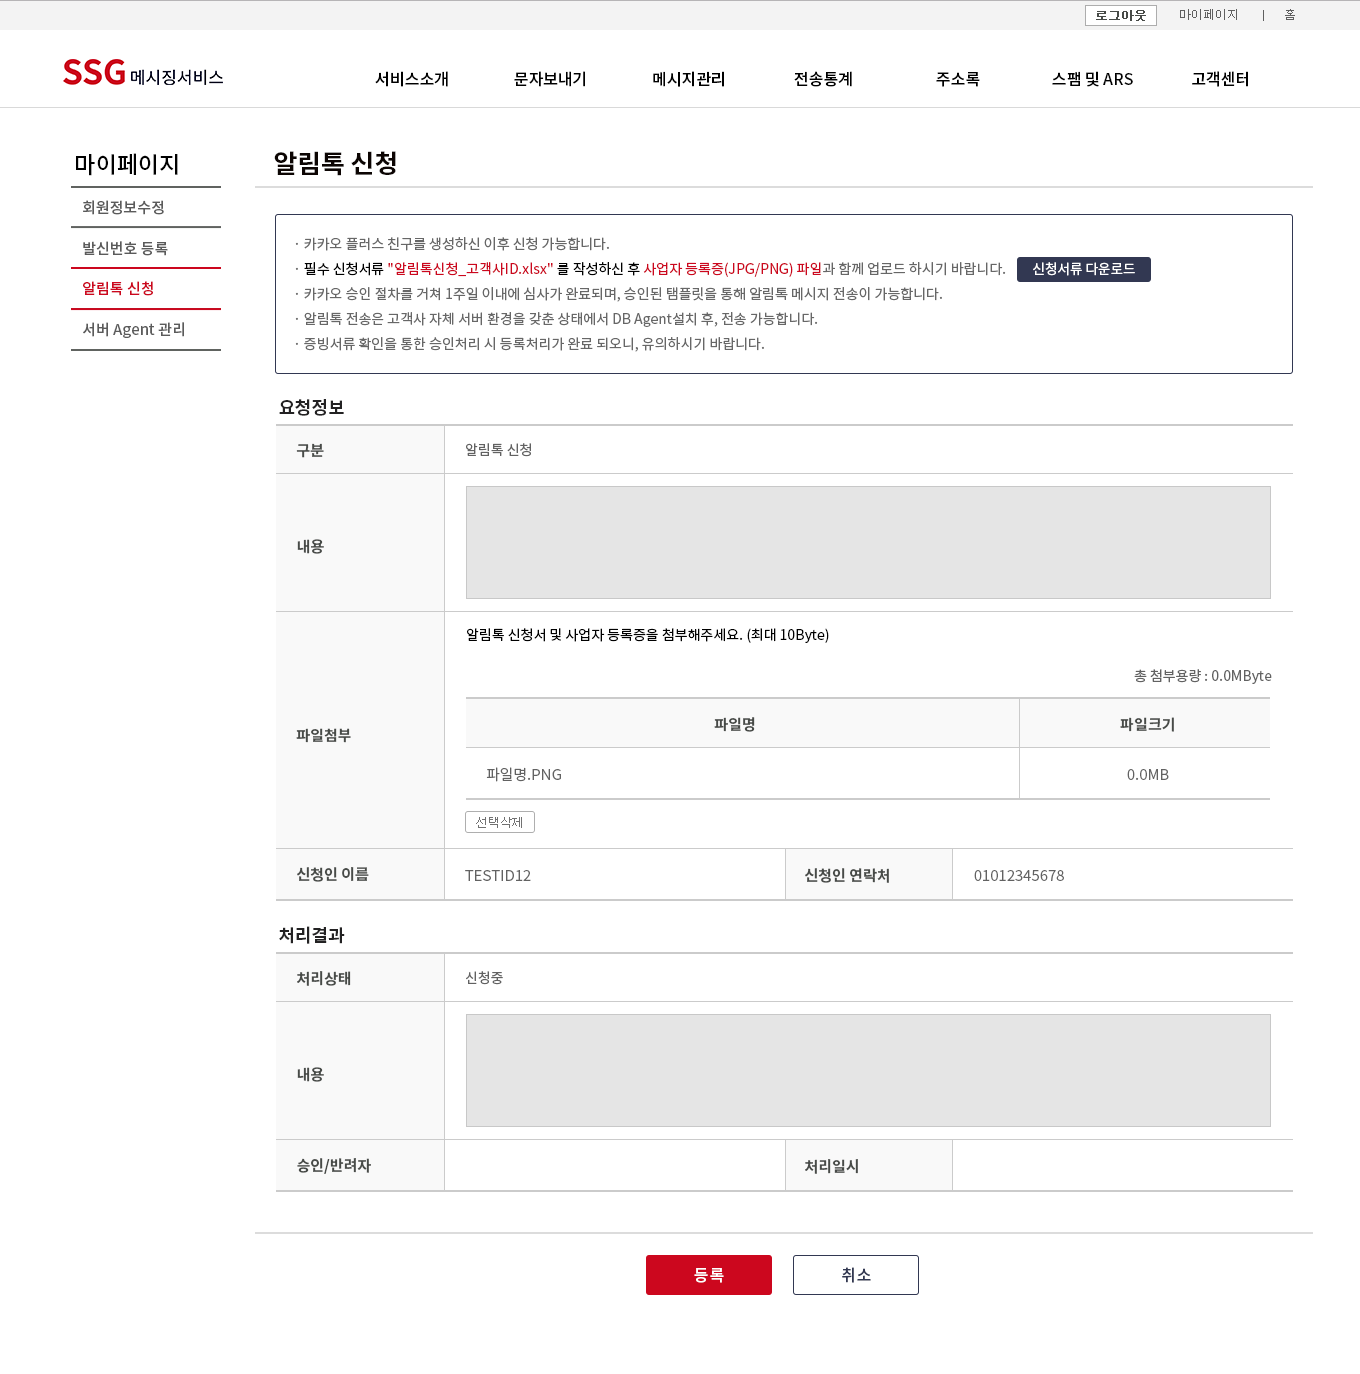 로그아웃 마이페이지 | 홈
SSG 메시징서비스 서비스소개 문자보내기 메시지관리 전송통계 주소록 스팸 및 ARS 고객센터
마이페이지
회원정보수정
발신번호 등록
알림톡 신청
서버 Agent 관리
알림톡 신청
· 카카오 플러스 친구를 생성하신 이후 신청 가능합니다.
· 필수 신청서류 "알림톡신청_고객사ID.xlsx" 를 작성하신 후 사업자 등록증(JPG/PNG) 파일과 함께 업로드 하시기 바랍니다. 신청서류 다운로드
· 카카오 승인 절차를 거쳐 1주일 이내에 심사가 완료되며, 승인된 탬플릿을 통해 알림톡 메시지 전송이 가능합니다.
· 알림톡 전송은 고객사 자체 서버 환경을 갖춘 상태에서 DB Agent설치 후, 전송 가능합니다.
· 증빙서류 확인을 통한 승인처리 시 등록처리가 완료 되오니, 유의하시기 바랍니다.
요청정보
구분 알림톡 신청
내용
파일첨부
알림톡 신청서 및 사업자 등록증을 첨부해주세요. (최대 10Byte)
총 첨부용량 : 0.0MByte
파일명 파일크기
파일명.PNG 0.0MB
선택삭제
신청인 이름 TESTID12 신청인 연락처 01012345678
처리결과
처리상태 신청중
내용
승인/반려자 처리일시
등록 취소